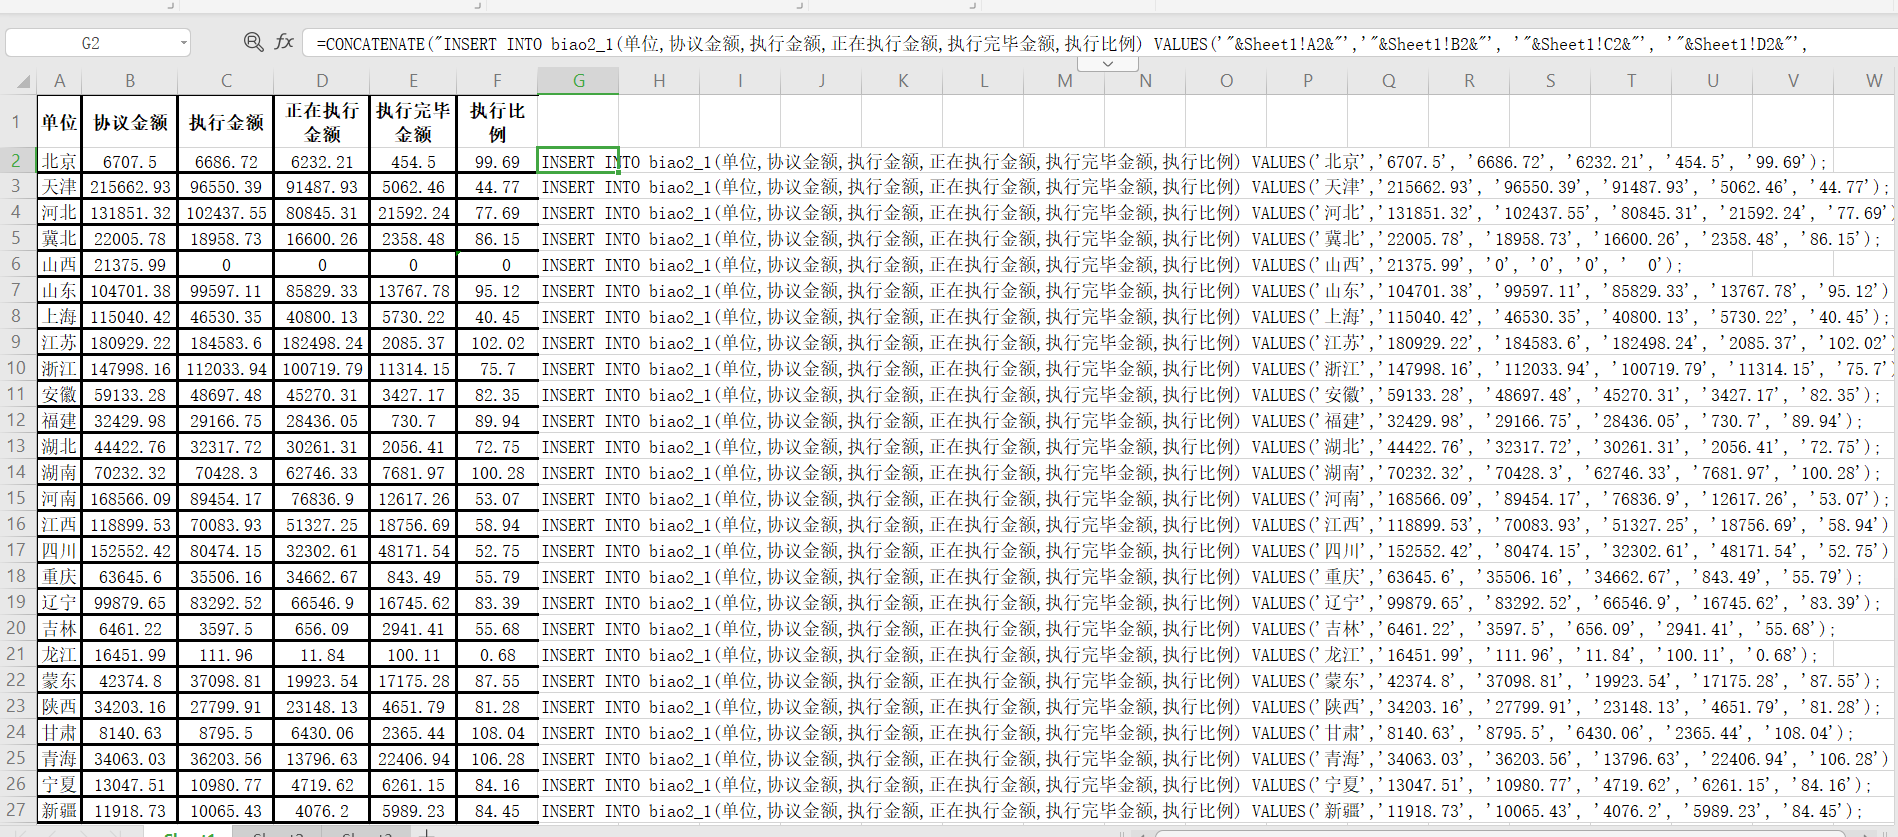 G2 fx =CONCATENATE("INSERT INTO biao2_1(单位,协议金额,执行金额,正在执行金额,执行完毕金额,执行比例) VALUES('"&Sheet1!A2&"','"&Sheet1!B2&"', '"&Sheet1!C2&"', '"&Sheet1!D2&"',
A B C D E F G H I J K L M N O P Q R S T U V W
1 单位 协议金额 执行金额 正在执行金额 执行完毕金额 执行比例
2 北京 6707.5 6686.72 6232.21 454.5 99.69 INSERT INTO biao2_1(单位,协议金额,执行金额,正在执行金额,执行完毕金额,执行比例) VALUES('北京','6707.5', '6686.72', '6232.21', '454.5', '99.69');
3 天津 215662.93 96550.39 91487.93 5062.46 44.77 INSERT INTO biao2_1(单位,协议金额,执行金额,正在执行金额,执行完毕金额,执行比例) VALUES('天津','215662.93', '96550.39', '91487.93', '5062.46', '44.77');
4 河北 131851.32 102437.55 80845.31 21592.24 77.69 INSERT INTO biao2_1(单位,协议金额,执行金额,正在执行金额,执行完毕金额,执行比例) VALUES('河北','131851.32', '102437.55', '80845.31', '21592.24', '77.69')
5 冀北 22005.78 18958.73 16600.26 2358.48 86.15 INSERT INTO biao2_1(单位,协议金额,执行金额,正在执行金额,执行完毕金额,执行比例) VALUES('冀北','22005.78', '18958.73', '16600.26', '2358.48', '86.15');
6 山西 21375.99 0 0 0 0 INSERT INTO biao2_1(单位,协议金额,执行金额,正在执行金额,执行完毕金额,执行比例) VALUES('山西','21375.99', '0', '0', '0', '  0');
7 山东 104701.38 99597.11 85829.33 13767.78 95.12 INSERT INTO biao2_1(单位,协议金额,执行金额,正在执行金额,执行完毕金额,执行比例) VALUES('山东','104701.38', '99597.11', '85829.33', '13767.78', '95.12')
8 上海 115040.42 46530.35 40800.13 5730.22 40.45 INSERT INTO biao2_1(单位,协议金额,执行金额,正在执行金额,执行完毕金额,执行比例) VALUES('上海','115040.42', '46530.35', '40800.13', '5730.22', '40.45');
9 江苏 180929.22 184583.6 182498.24 2085.37 102.02 INSERT INTO biao2_1(单位,协议金额,执行金额,正在执行金额,执行完毕金额,执行比例) VALUES('江苏','180929.22', '184583.6', '182498.24', '2085.37', '102.02')
10 浙江 147998.16 112033.94 100719.79 11314.15 75.7 INSERT INTO biao2_1(单位,协议金额,执行金额,正在执行金额,执行完毕金额,执行比例) VALUES('浙江','147998.16', '112033.94', '100719.79', '11314.15', '75.7')
11 安徽 59133.28 48697.48 45270.31 3427.17 82.35 INSERT INTO biao2_1(单位,协议金额,执行金额,正在执行金额,执行完毕金额,执行比例) VALUES('安徽','59133.28', '48697.48', '45270.31', '3427.17', '82.35');
12 福建 32429.98 29166.75 28436.05 730.7 89.94 INSERT INTO biao2_1(单位,协议金额,执行金额,正在执行金额,执行完毕金额,执行比例) VALUES('福建','32429.98', '29166.75', '28436.05', '730.7', '89.94');
13 湖北 44422.76 32317.72 30261.31 2056.41 72.75 INSERT INTO biao2_1(单位,协议金额,执行金额,正在执行金额,执行完毕金额,执行比例) VALUES('湖北','44422.76', '32317.72', '30261.31', '2056.41', '72.75');
14 湖南 70232.32 70428.3 62746.33 7681.97 100.28 INSERT INTO biao2_1(单位,协议金额,执行金额,正在执行金额,执行完毕金额,执行比例) VALUES('湖南','70232.32', '70428.3', '62746.33', '7681.97', '100.28');
15 河南 168566.09 89454.17 76836.9 12617.26 53.07 INSERT INTO biao2_1(单位,协议金额,执行金额,正在执行金额,执行完毕金额,执行比例) VALUES('河南','168566.09', '89454.17', '76836.9', '12617.26', '53.07');
16 江西 118899.53 70083.93 51327.25 18756.69 58.94 INSERT INTO biao2_1(单位,协议金额,执行金额,正在执行金额,执行完毕金额,执行比例) VALUES('江西','118899.53', '70083.93', '51327.25', '18756.69', '58.94')
17 四川 152552.42 80474.15 32302.61 48171.54 52.75 INSERT INTO biao2_1(单位,协议金额,执行金额,正在执行金额,执行完毕金额,执行比例) VALUES('四川','152552.42', '80474.15', '32302.61', '48171.54', '52.75')
18 重庆 63645.6 35506.16 34662.67 843.49 55.79 INSERT INTO biao2_1(单位,协议金额,执行金额,正在执行金额,执行完毕金额,执行比例) VALUES('重庆','63645.6', '35506.16', '34662.67', '843.49', '55.79');
19 辽宁 99879.65 83292.52 66546.9 16745.62 83.39 INSERT INTO biao2_1(单位,协议金额,执行金额,正在执行金额,执行完毕金额,执行比例) VALUES('辽宁','99879.65', '83292.52', '66546.9', '16745.62', '83.39');
20 吉林 6461.22 3597.5 656.09 2941.41 55.68 INSERT INTO biao2_1(单位,协议金额,执行金额,正在执行金额,执行完毕金额,执行比例) VALUES('吉林','6461.22', '3597.5', '656.09', '2941.41', '55.68');
21 龙江 16451.99 111.96 11.84 100.11 0.68 INSERT INTO biao2_1(单位,协议金额,执行金额,正在执行金额,执行完毕金额,执行比例) VALUES('龙江','16451.99', '111.96', '11.84', '100.11', '0.68');
22 蒙东 42374.8 37098.81 19923.54 17175.28 87.55 INSERT INTO biao2_1(单位,协议金额,执行金额,正在执行金额,执行完毕金额,执行比例) VALUES('蒙东','42374.8', '37098.81', '19923.54', '17175.28', '87.55');
23 陕西 34203.16 27799.91 23148.13 4651.79 81.28 INSERT INTO biao2_1(单位,协议金额,执行金额,正在执行金额,执行完毕金额,执行比例) VALUES('陕西','34203.16', '27799.91', '23148.13', '4651.79', '81.28');
24 甘肃 8140.63 8795.5 6430.06 2365.44 108.04 INSERT INTO biao2_1(单位,协议金额,执行金额,正在执行金额,执行完毕金额,执行比例) VALUES('甘肃','8140.63', '8795.5', '6430.06', '2365.44', '108.04');
25 青海 34063.03 36203.56 13796.63 22406.94 106.28 INSERT INTO biao2_1(单位,协议金额,执行金额,正在执行金额,执行完毕金额,执行比例) VALUES('青海','34063.03', '36203.56', '13796.63', '22406.94', '106.28')
26 宁夏 13047.51 10980.77 4719.62 6261.15 84.16 INSERT INTO biao2_1(单位,协议金额,执行金额,正在执行金额,执行完毕金额,执行比例) VALUES('宁夏','13047.51', '10980.77', '4719.62', '6261.15', '84.16');
27 新疆 11918.73 10065.43 4076.2 5989.23 84.45 INSERT INTO biao2_1(单位,协议金额,执行金额,正在执行金额,执行完毕金额,执行比例) VALUES('新疆','11918.73', '10065.43', '4076.2', '5989.23', '84.45');